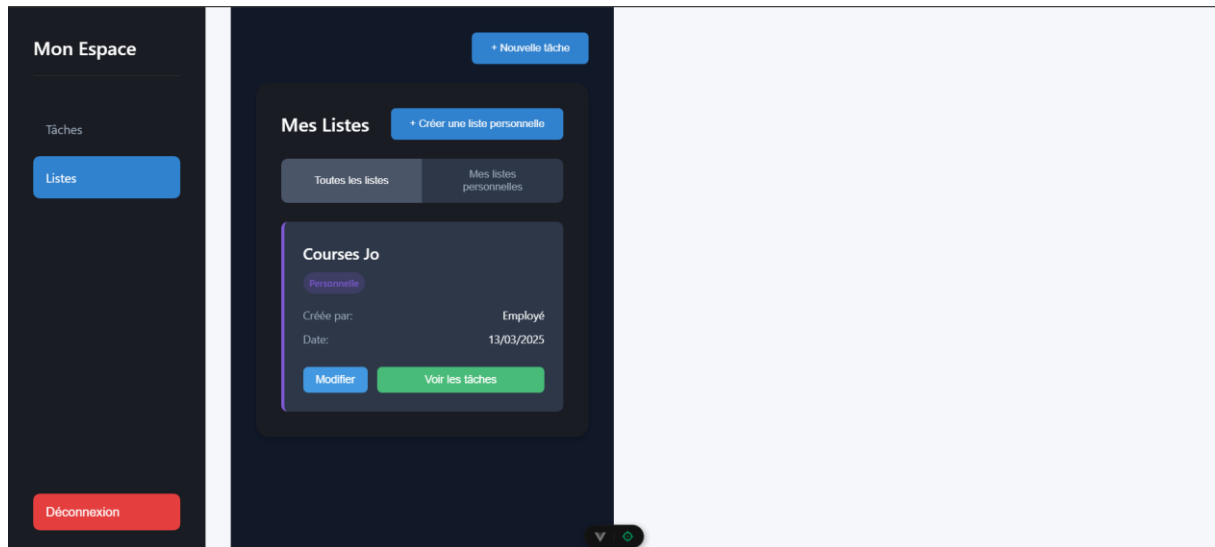 Mon Espace
Tâches
Listes
Déconnexion
+ Nouvelle tâche
Mes Listes
+ Créer une liste personnelle
Toutes les listes
Mes listes
personnelles
Courses Jo
Personnelle
Créée par: Employé
Date: 13/03/2025
Modifier
Voir les tâches